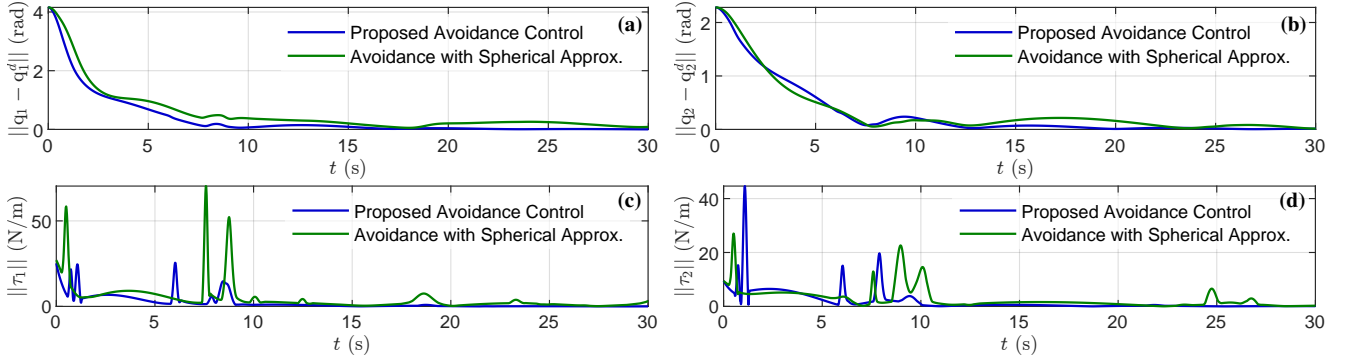 ||q₁ − q₁ᵈ|| (rad)
4
2
0
(a)
Proposed Avoidance Control
Avoidance with Spherical Approx.
0 5 10 15 20 25 30
t (s)
||q₂ − q₂ᵈ|| (rad)
2
1
0
(b)
Proposed Avoidance Control
Avoidance with Spherical Approx.
0 5 10 15 20 25 30
t (s)
||τ₁|| (N/m)
50
0
(c)
Proposed Avoidance Control
Avoidance with Spherical Approx.
0 5 10 15 20 25 30
t (s)
||τ₂|| (N/m)
40
20
0
(d)
Proposed Avoidance Control
Avoidance with Spherical Approx.
0 5 10 15 20 25 30
t (s)